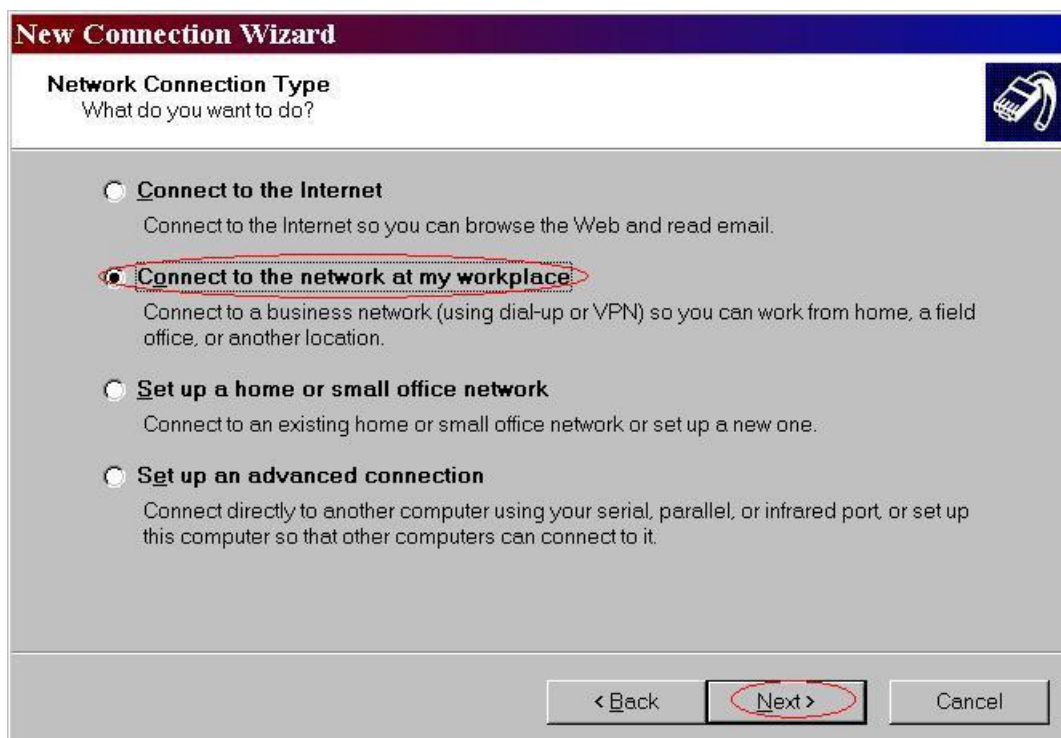 New Connection Wizard
Network Connection Type
What do you want to do?
Connect to the Internet
Connect to the Internet so you can browse the Web and read email.
Connect to the network at my workplace
Connect to a business network (using dial-up or VPN) so you can work from home, a field
office, or another location.
Set up a home or small office network
Connect to an existing home or small office network or set up a new one.
Set up an advanced connection
Connect directly to another computer using your serial, parallel, or infrared port, or set up
this computer so that other computers can connect to it.
< Back Next > Cancel